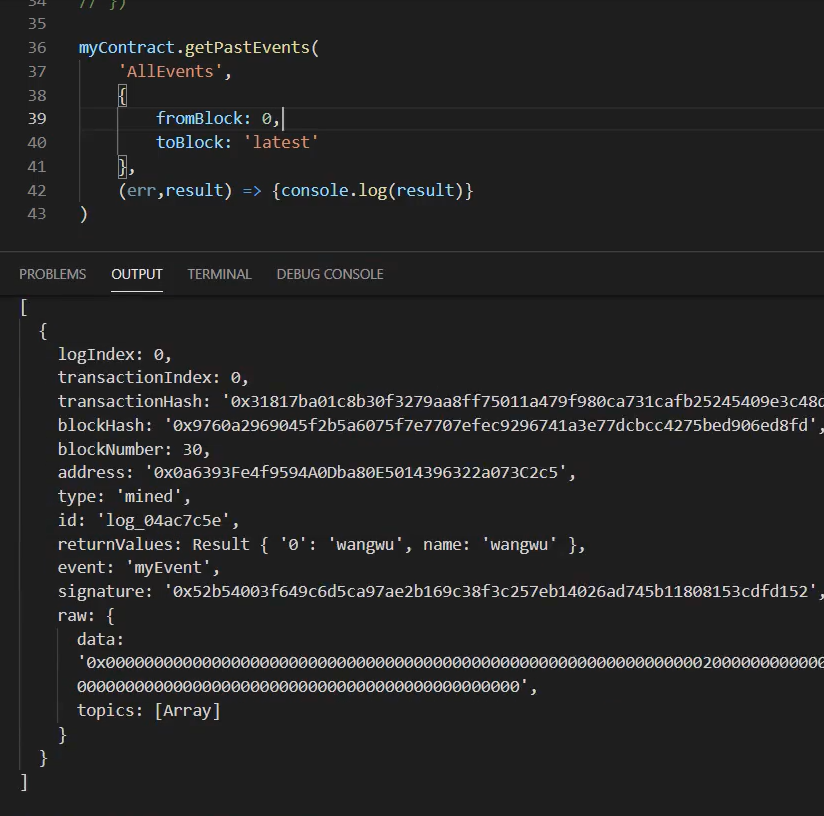 34 // })
35
36 myContract.getPastEvents(
37 'AllEvents',
38 {
39 fromBlock: 0,
40 toBlock: 'latest'
41 },
42 (err,result) => {console.log(result)}
43 )
PROBLEMS OUTPUT TERMINAL DEBUG CONSOLE
[
{
logIndex: 0,
transactionIndex: 0,
transactionHash: '0x31817ba01c8b30f3279aa8ff75011a479f980ca731cafb25245409e3c48d
blockHash: '0x9760a2969045f2b5a6075f7e7707efec9296741a3e77dcbcc4275bed906ed8fd',
blockNumber: 30,
address: '0x0a6393Fe4f9594A0Dba80E5014396322a073C2c5',
type: 'mined',
id: 'log_04ac7c5e',
returnValues: Result { '0': 'wangwu', name: 'wangwu' },
event: 'myEvent',
signature: '0x52b54003f649c6d5ca97ae2b169c38f3c257eb14026ad745b11808153cdfd152',
raw: {
data:
'0x00000000000000000000000000000000000000000000000000000000000000200000000000
0000000000000000000000000000000000000000000000',
topics: [Array]
}
}
]